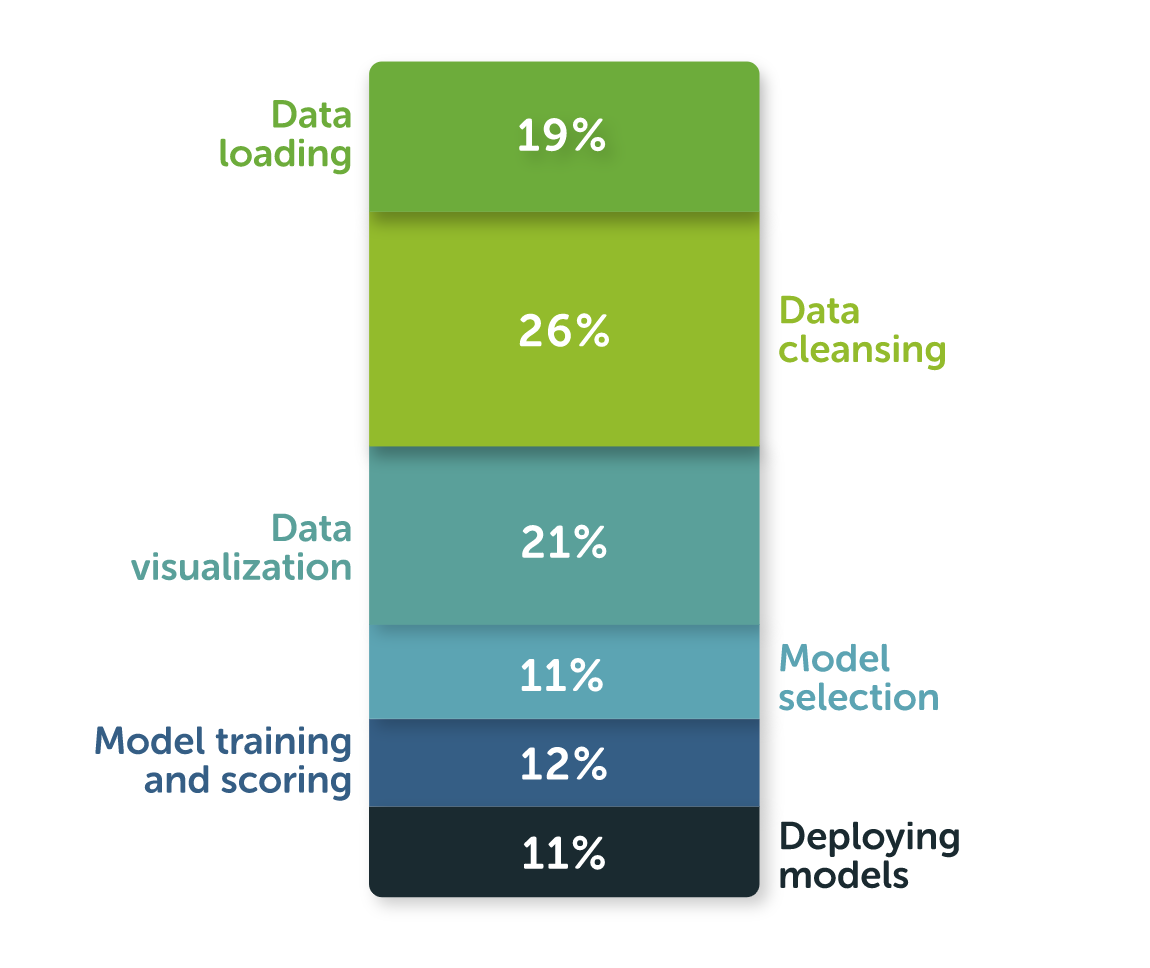 Data
loading
19%
26%
Data
cleansing
Data
visualization
21%
11%
Model
selection
Model training
and scoring
12%
11%
Deploying
models